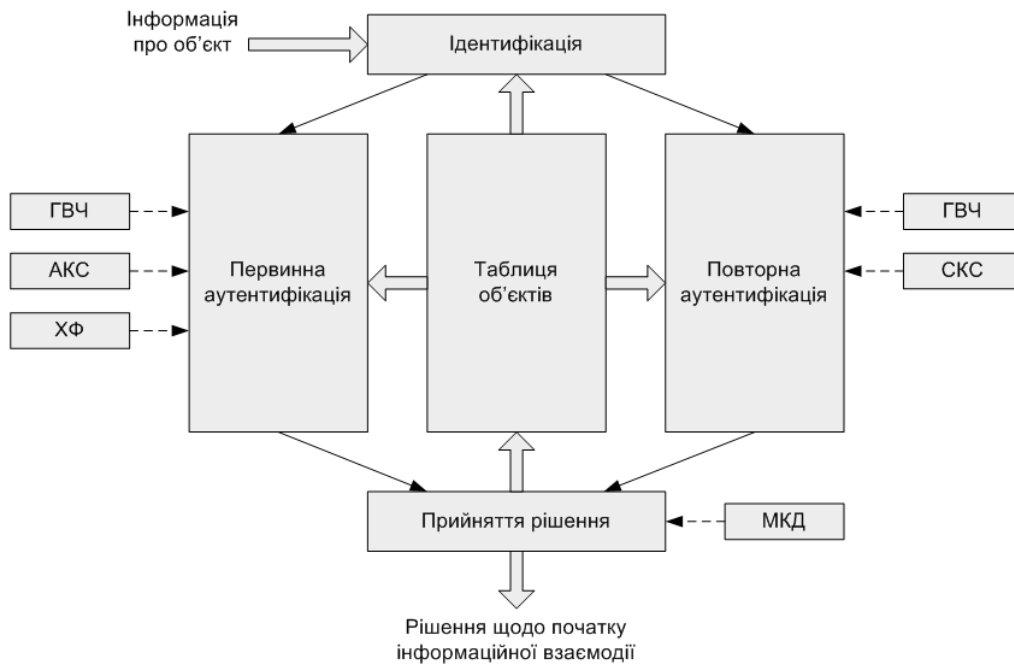 Інформація
про об’єкт
Ідентифікація
ГВЧ
АКС
ХФ
Первинна
аутентифікація
Таблиця
об’єктів
Повторна
аутентифікація
ГВЧ
СКС
Прийняття рішення
МКД
Рішення щодо початку
інформаційної взаємодії